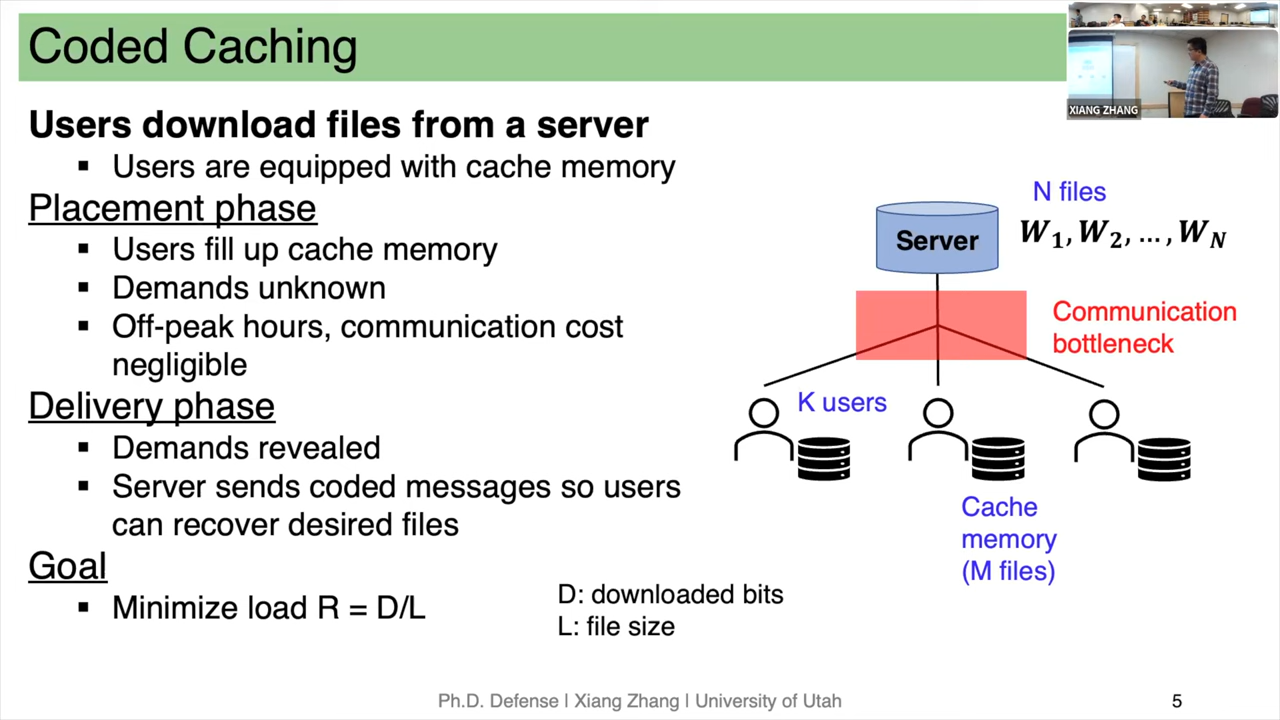 Coded Caching
XIANG ZHANG
Users download files from a server
▪ Users are equipped with cache memory
Placement phase
▪ Users fill up cache memory
▪ Demands unknown
▪ Off-peak hours, communication cost
negligible
Delivery phase
▪ Demands revealed
▪ Server sends coded messages so users
can recover desired files
Goal
▪ Minimize load R = D/L
D: downloaded bits
L: file size
N files
Server
W₁, W₂, ... , W_N
Communication
bottleneck
K users
Cache
memory
(M files)
Ph.D. Defense | Xiang Zhang | University of Utah
5